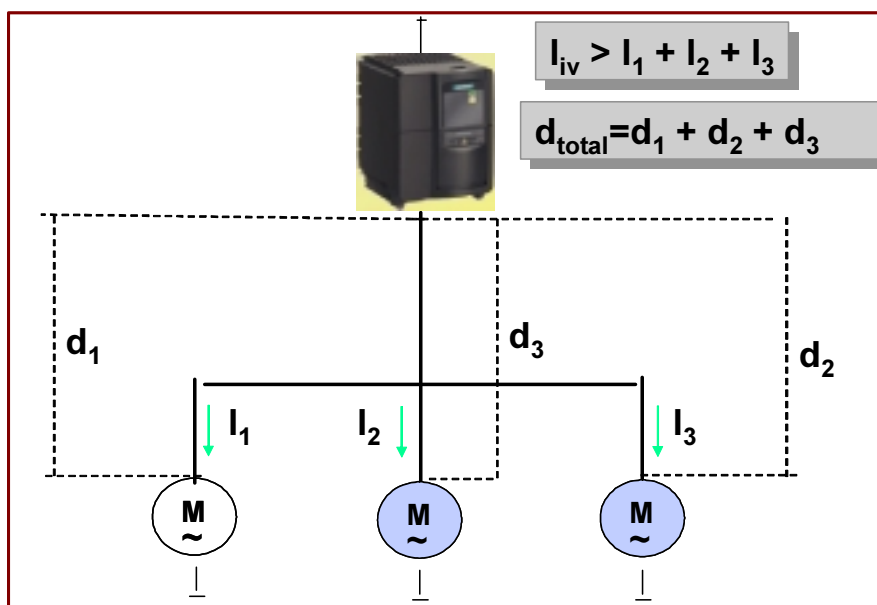 I_iv > I_1 + I_2 + I_3
d_total=d_1 + d_2 + d_3
d_1
d_3
d_2
I_1
I_2
I_3
M
~
M
~
M
~